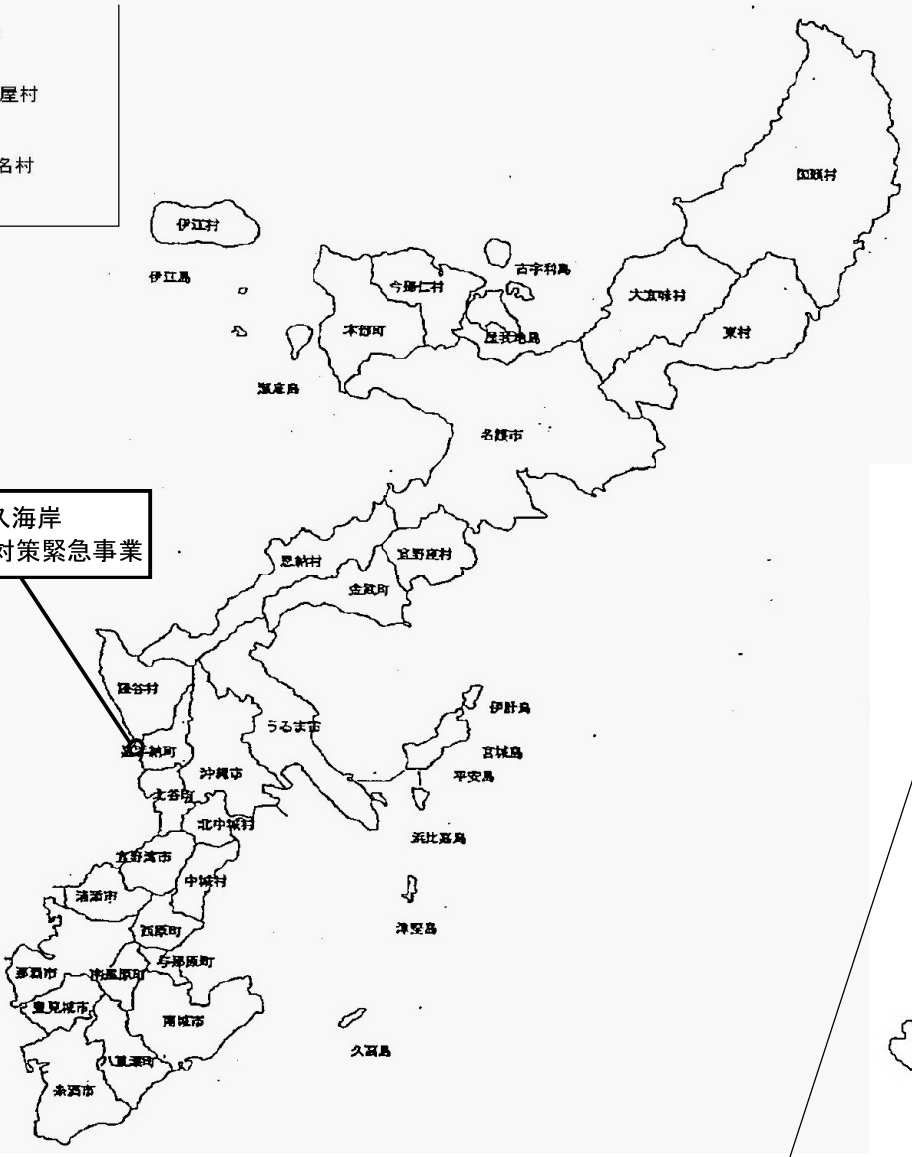 屋村
名村
国頭村
伊江村
伊江島
今帰仁村
古宇利島
大宜味村
本部町
屋我地島
東村
瀬底島
名護市
久海岸
対策緊急事業
恩納村
宜野座村
金武町
読谷村
伊計島
うるま市
嘉手納町
宮城島
沖縄市
平安島
北谷町
北中城村
浜比嘉島
宜野湾市
中城村
浦添市
津堅島
西原町
与那原町
那覇市
南風原町
豊見城市
南城市
久高島
八重瀬町
糸満市